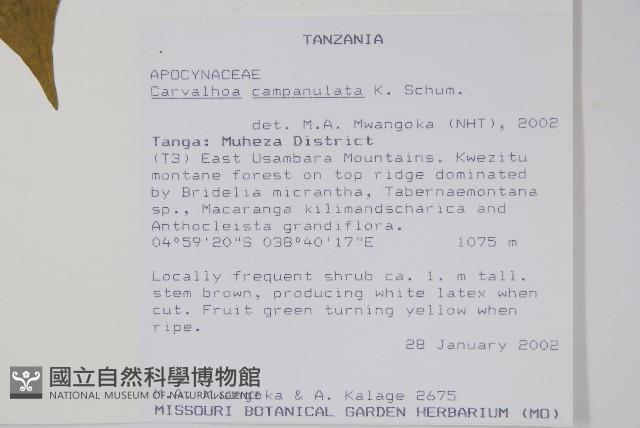 TANZANIA
APOCYNACEAE
Carvalhoa campanulata K. Schum.
det. M.A. Mwangoka (NHT), 2002
Tanga: Muheza District
(T3) East Usambara Mountains. Kwezitu
montane forest on top ridge dominated
by Bridelia micrantha, Tabernaemontana
sp., Macaranga kilimandscharica and
Anthocleista grandiflora.
04°59'20"S 038°40'17"E 1075 m
Locally frequent shrub ca. 1. m tall.
stem brown, producing white latex when
cut. Fruit green turning yellow when
ripe.
28 January 2002
國立自然科學博物館
NATIONAL MUSEUM OF NATURAL SCIENCE
& A. Kalage 2675
MISSOURI BOTANICAL GARDEN HERBARIUM (MO)